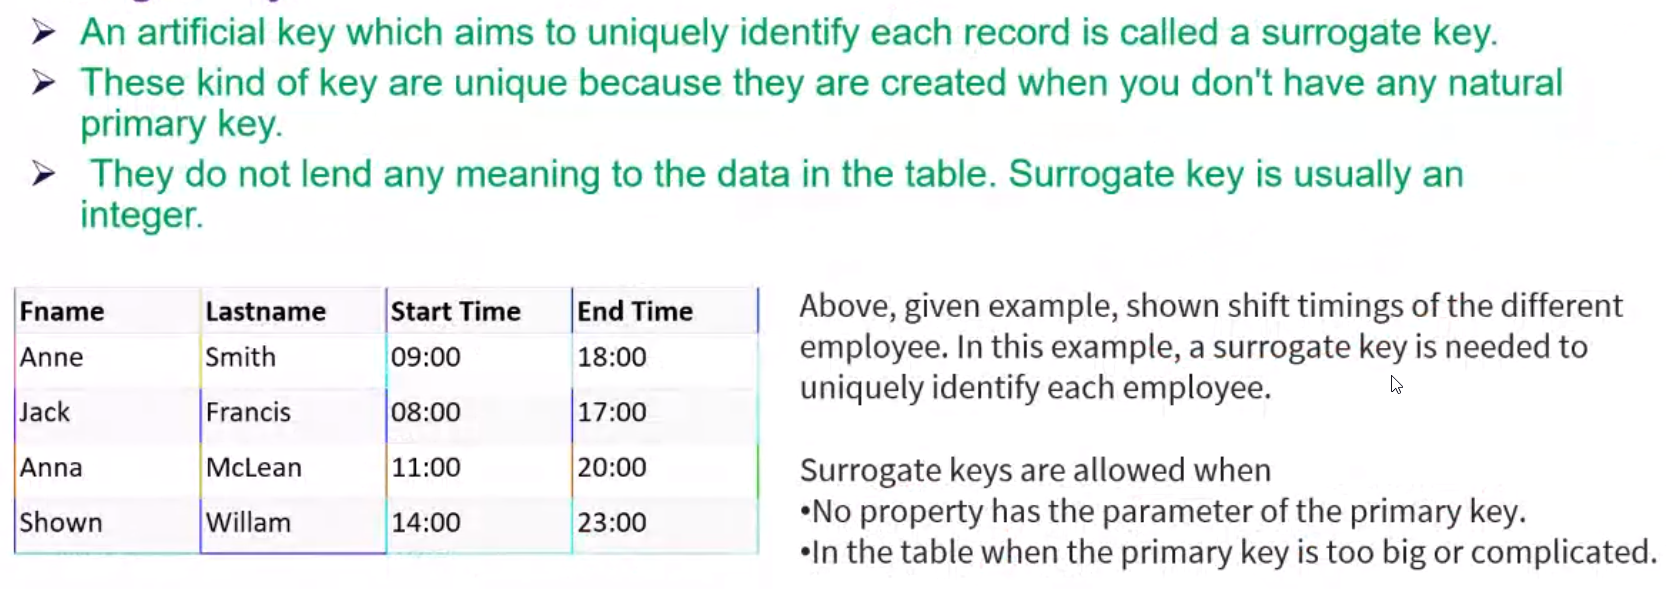 ➢ An artificial key which aims to uniquely identify each record is called a surrogate key.
➢ These kind of key are unique because they are created when you don't have any natural
primary key.
➢ They do not lend any meaning to the data in the table. Surrogate key is usually an
integer.
Fname Lastname Start Time End Time
Anne Smith 09:00 18:00
Jack Francis 08:00 17:00
Anna McLean 11:00 20:00
Shown Willam 14:00 23:00
Above, given example, shown shift timings of the different
employee. In this example, a surrogate key is needed to
uniquely identify each employee.
Surrogate keys are allowed when
•No property has the parameter of the primary key.
•In the table when the primary key is too big or complicated.